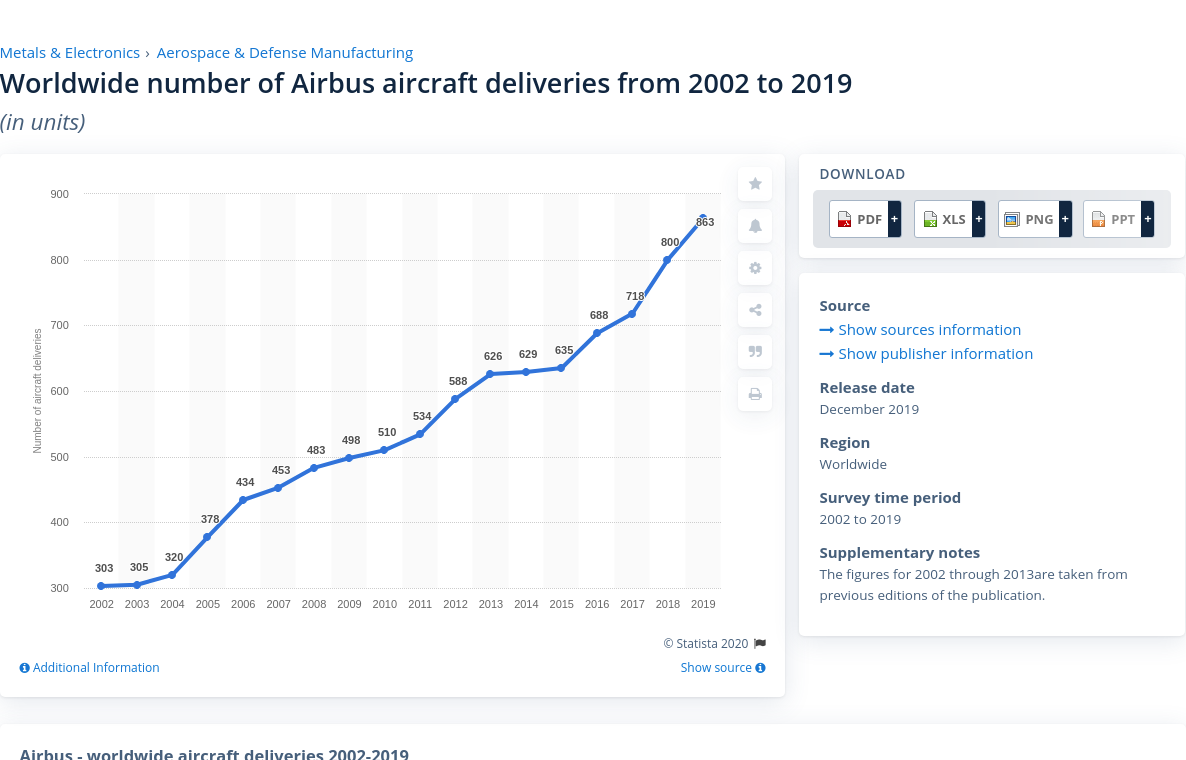 Metals & Electronics › Aerospace & Defense Manufacturing
Worldwide number of Airbus aircraft deliveries from 2002 to 2019
(in units)
900
800
700
600
500
400
300
Number of aircraft deliveries
303
305
320
378
434
453
483
498
510
534
588
626
629
635
688
718
800
863
2002 2003 2004 2005 2006 2007 2008 2009 2010 2011 2012 2013 2014 2015 2016 2017 2018 2019
© Statista 2020
Additional Information
Show source
DOWNLOAD
PDF + XLS + PNG + PPT +
Source
Show sources information
Show publisher information
Release date
December 2019
Region
Worldwide
Survey time period
2002 to 2019
Supplementary notes
The figures for 2002 through 2013are taken from
previous editions of the publication.
Airbus - worldwide aircraft deliveries 2002-2019